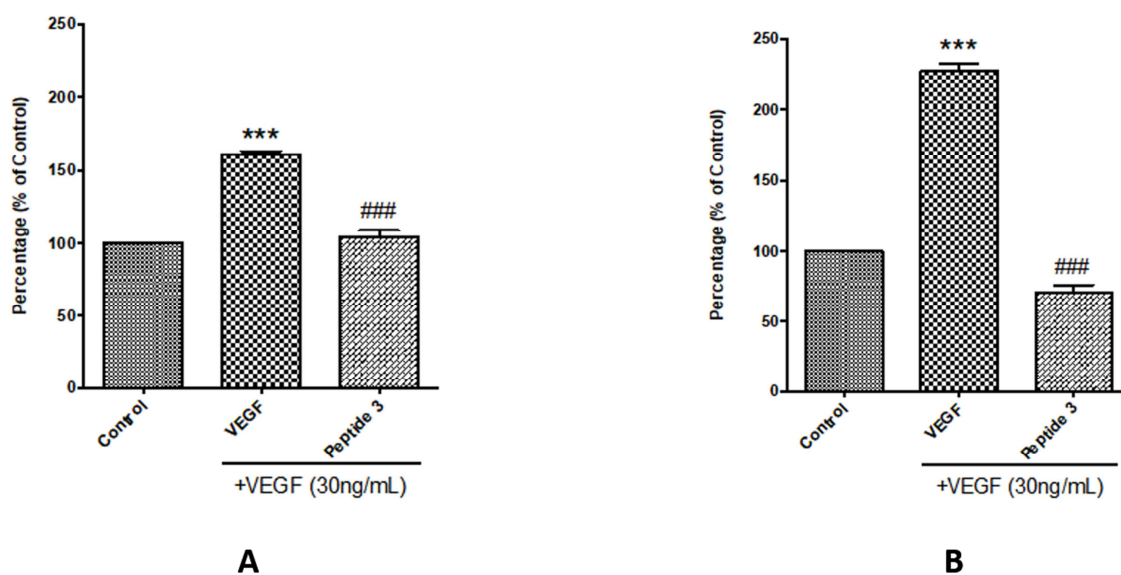 Percentage (% of Control)
250
200
150
100
50
0
***
###
Control
VEGF
Peptide 3
+VEGF (30ng/mL)
A
Percentage (% of Control)
250
200
150
100
50
0
***
###
Control
VEGF
Peptide 3
+VEGF (30ng/mL)
B